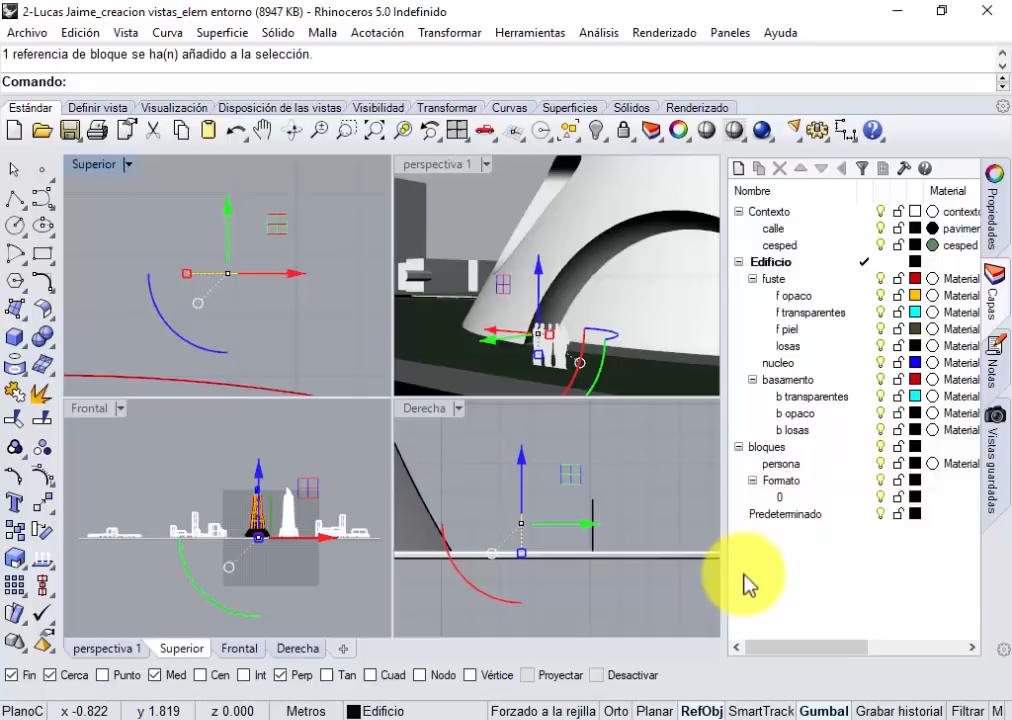 2-Lucas Jaime_creacion vistas_elem entorno (8947 KB) - Rhinoceros 5.0 Indefinido
Archivo Edición Vista Curva Superficie Sólido Malla Acotación Transformar Herramientas Análisis Renderizado Paneles Ayuda
1 referencia de bloque se ha(n) añadido a la selección.
Comando:
Estándar Definir vista Visualización Disposición de las vistas Visibilidad Transformar Curvas Superficies Sólidos Renderizado
Superior
perspectiva 1
Frontal
Derecha
Nombre Material
Contexto contexto
calle pavimen
cesped cesped
Edificio
fuste Material
f opaco Material
f transparentes Material
f piel Material
losas Material
nucleo Material
basamento Material
b transparentes Material
b opaco Material
b losas Material
bloques
persona Material
Formato
0
Predeterminado
Propiedades
Capas
Notas
Vistas guardadas
perspectiva 1 Superior Frontal Derecha
Fin Cerca Punto Med Cen Int Perp Tan Cuad Nodo Vértice Proyectar Desactivar
PlanoC x -0.822 y 1.819 z 0.000 Metros Edificio Forzado a la rejilla Orto Planar RefObj SmartTrack Gumbal Grabar historial Filtrar M